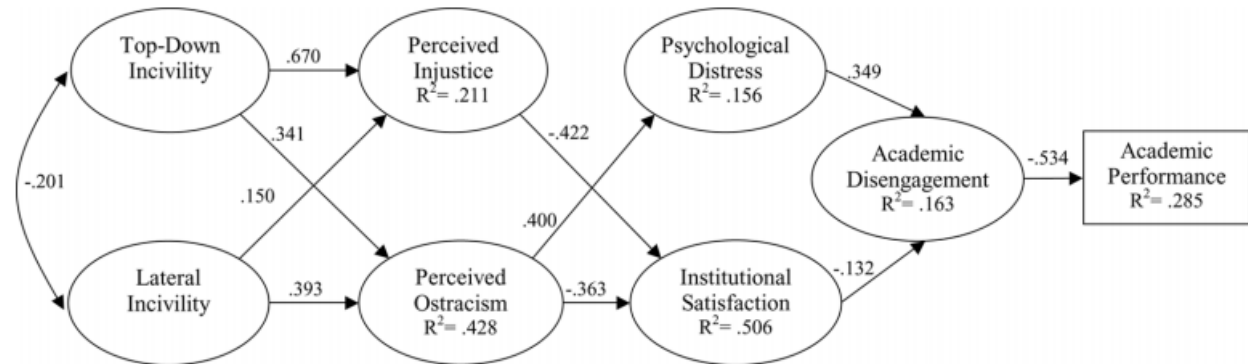 Top-Down
Incivility
.670
Perceived
Injustice
R²= .211
Psychological
Distress
R²= .156
.349
.341
-.422
-.201
.150
.400
Academic
Disengagement
R²= .163
-.534
Academic
Performance
R²= .285
Lateral
Incivility
.393
Perceived
Ostracism
R²= .428
-.363
Institutional
Satisfaction
R²= .506
-.132